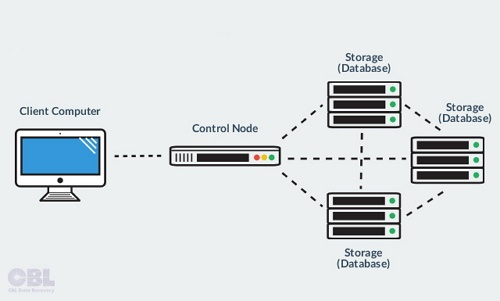 Storage
(Database)
Storage
(Database)
Client Computer
Control Node
Storage
(Database)
CBL
CBL Data Recovery